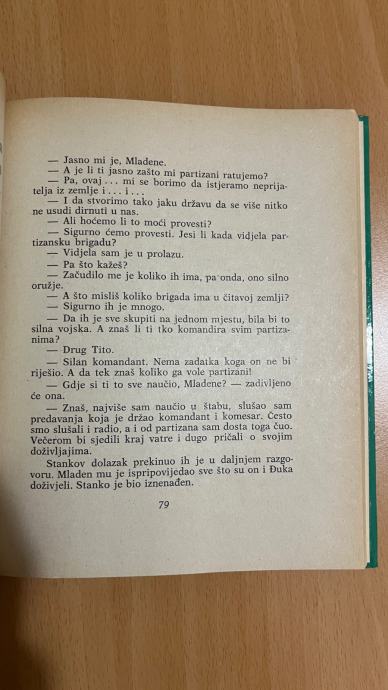 — Jasno mi je, Mladene.
— A je li ti jasno zašto mi partizani ratujemo?
— Pa, ovaj... mi se borimo da istjeramo neprija-
telja iz zemlje i... i...
— I da stvorimo tako jaku državu da se više nitko
ne usudi dirnuti u nas.
— Ali hoćemo li to moći provesti?
— Sigurno ćemo provesti. Jesi li kada vidjela par-
tizansku brigadu?
— Vidjela sam je u prolazu.
— Pa što kažeš?
— Začudilo me je koliko ih ima, pa onda, ono silno
oružje.
— A što misliš koliko brigada ima u čitavoj zemlji?
— Sigurno ih je mnogo.
— Da ih je sve skupiti na jednom mjestu, bila bi to
silna vojska. A znaš li ti tko komandira svim partiza-
nima?
— Drug Tito.
— Silan komandant. Nema zadatka koga on ne bi
riješio. A da tek znaš koliko ga vole partizani!
— Gdje si ti to sve naučio, Mladene? — zadivljeno
će ona.
— Znaš, najviše sam naučio u štabu, slušao sam
predavanja koja je držao komandant i komesar. Često
smo slušali i radio, a i od partizana sam dosta toga čuo.
Večerom bi sjedili kraj vatre i dugo pričali o svojim
doživljajima.
Stankov dolazak prekinuo ih je u daljnjem razgo-
voru. Mladen mu je ispripovijedao sve što su on i Đuka
doživjeli. Stanko je bio iznenađen.
79